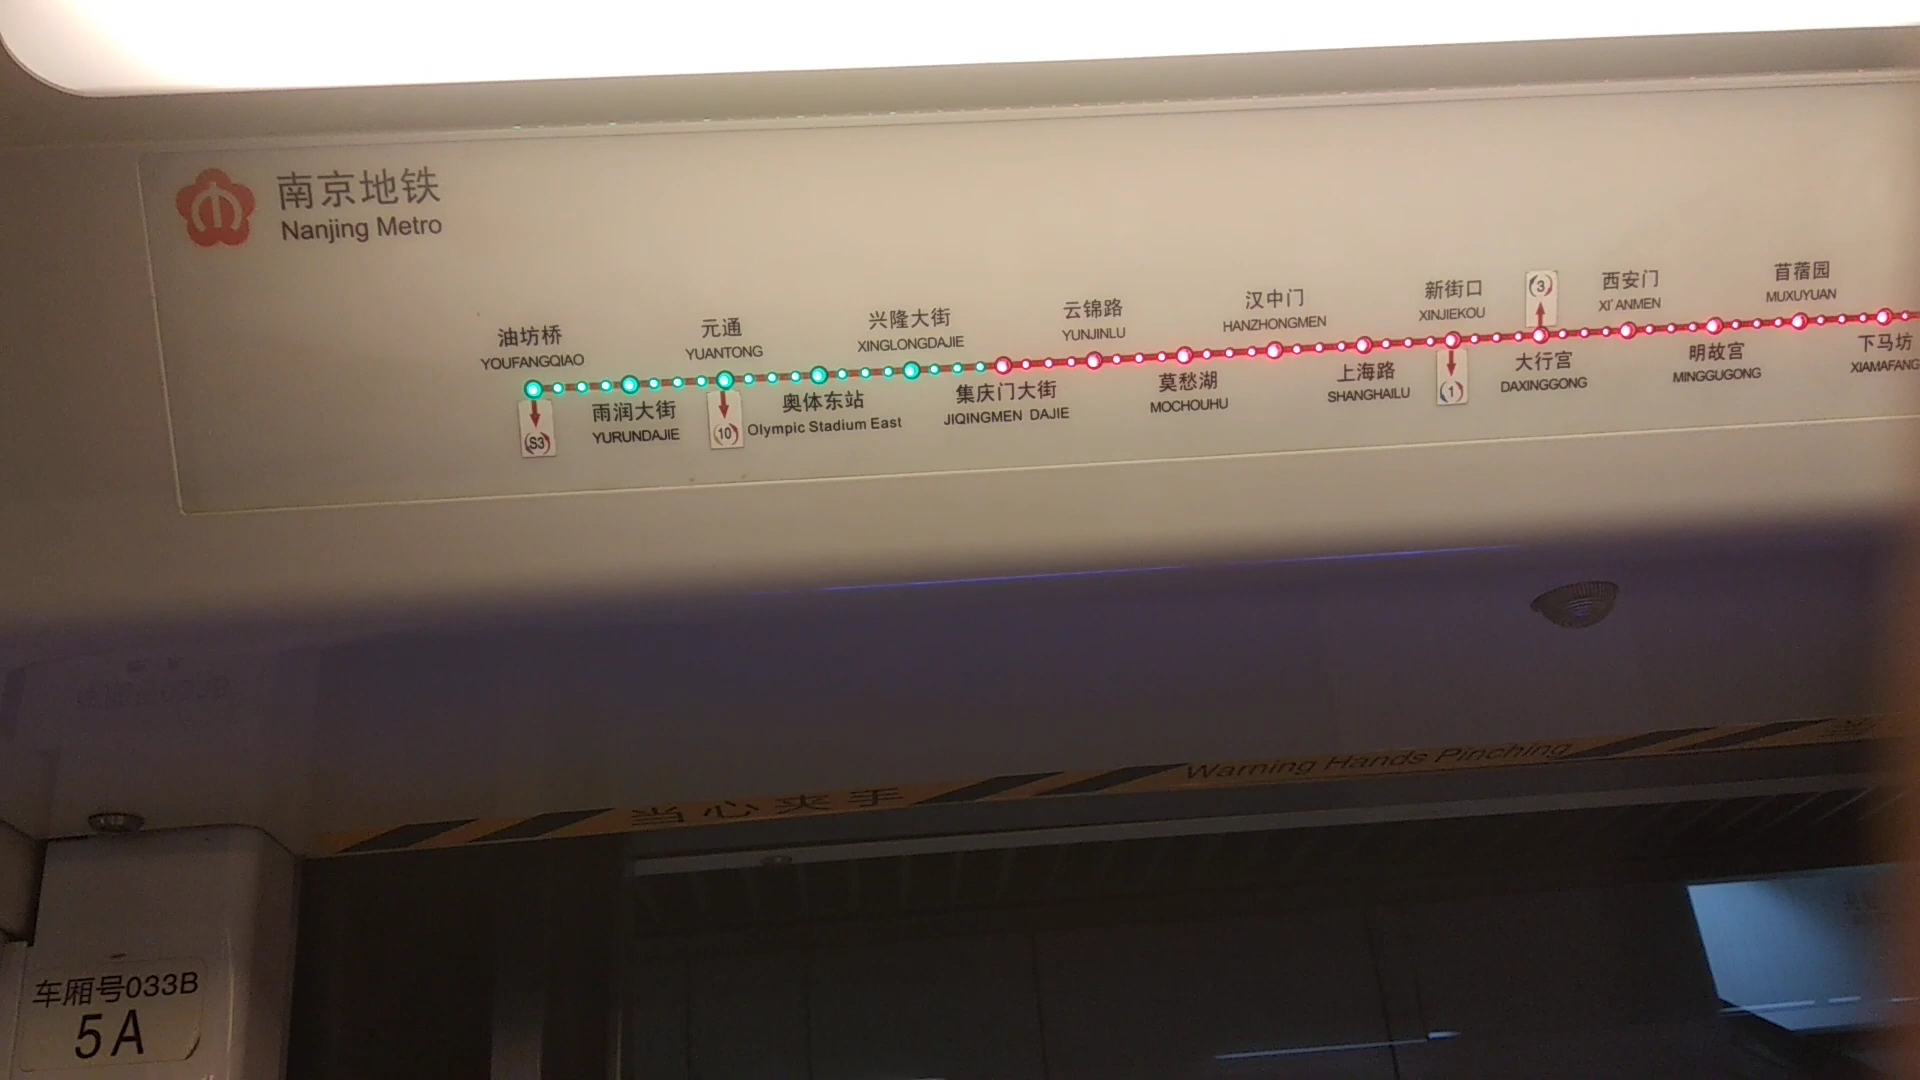 南京地铁
Nanjing Metro
油坊桥
YOUFANGQIAO
S3
雨润大街
YURUNDAJIE
元通
YUANTONG
10
奥体东站
Olympic Stadium East
兴隆大街
XINGLONGDAJIE
集庆门大街
JIQINGMEN DAJIE
云锦路
YUNJINLU
莫愁湖
MOCHOUHU
汉中门
HANZHONGMEN
上海路
SHANGHAILU
新街口
XINJIEKOU
1
3
大行宫
DAXINGGONG
西安门
XI'ANMEN
明故宫
MINGGUGONG
苜蓿园
MUXUYUAN
下马坊
XIAMAFANG
当心夹手
Warning Hands Pinching
车厢号033B
5A